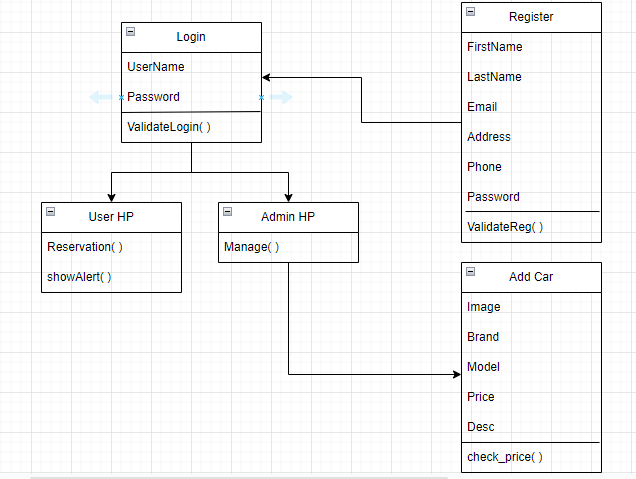 Login
UserName
Password
ValidateLogin( )
Register
FirstName
LastName
Email
Address
Phone
Password
ValidateReg( )
User HP
Reservation( )
showAlert( )
Admin HP
Manage( )
Add Car
Image
Brand
Model
Price
Desc
check_price( )